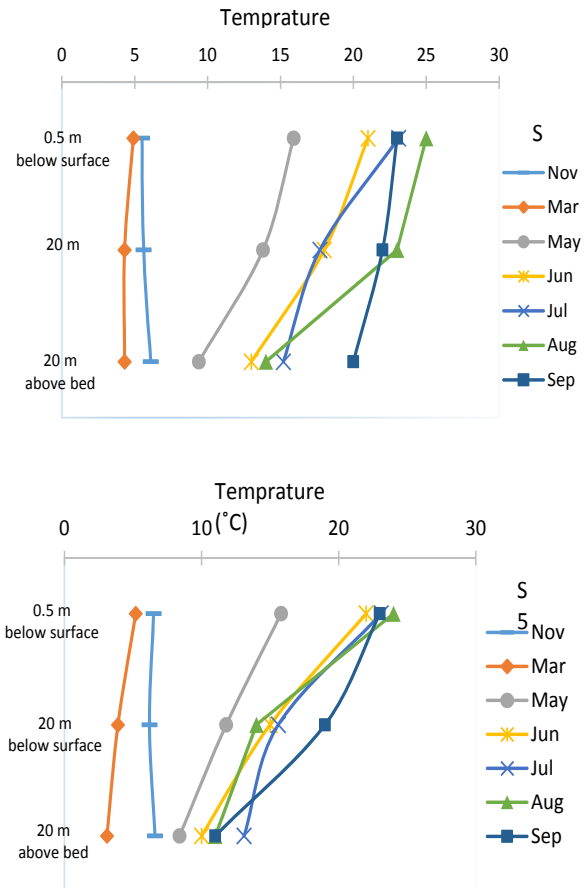 Temprature
0 5 10 15 20 25 30
0.5 m
below surface
20 m
20 m
above bed
S
Nov
Mar
May
Jun
Jul
Aug
Sep
Temprature
(˚C)
0 10 20 30
0.5 m
below surface
20 m
below surface
20 m
above bed
S
5
Nov
Mar
May
Jun
Jul
Aug
Sep